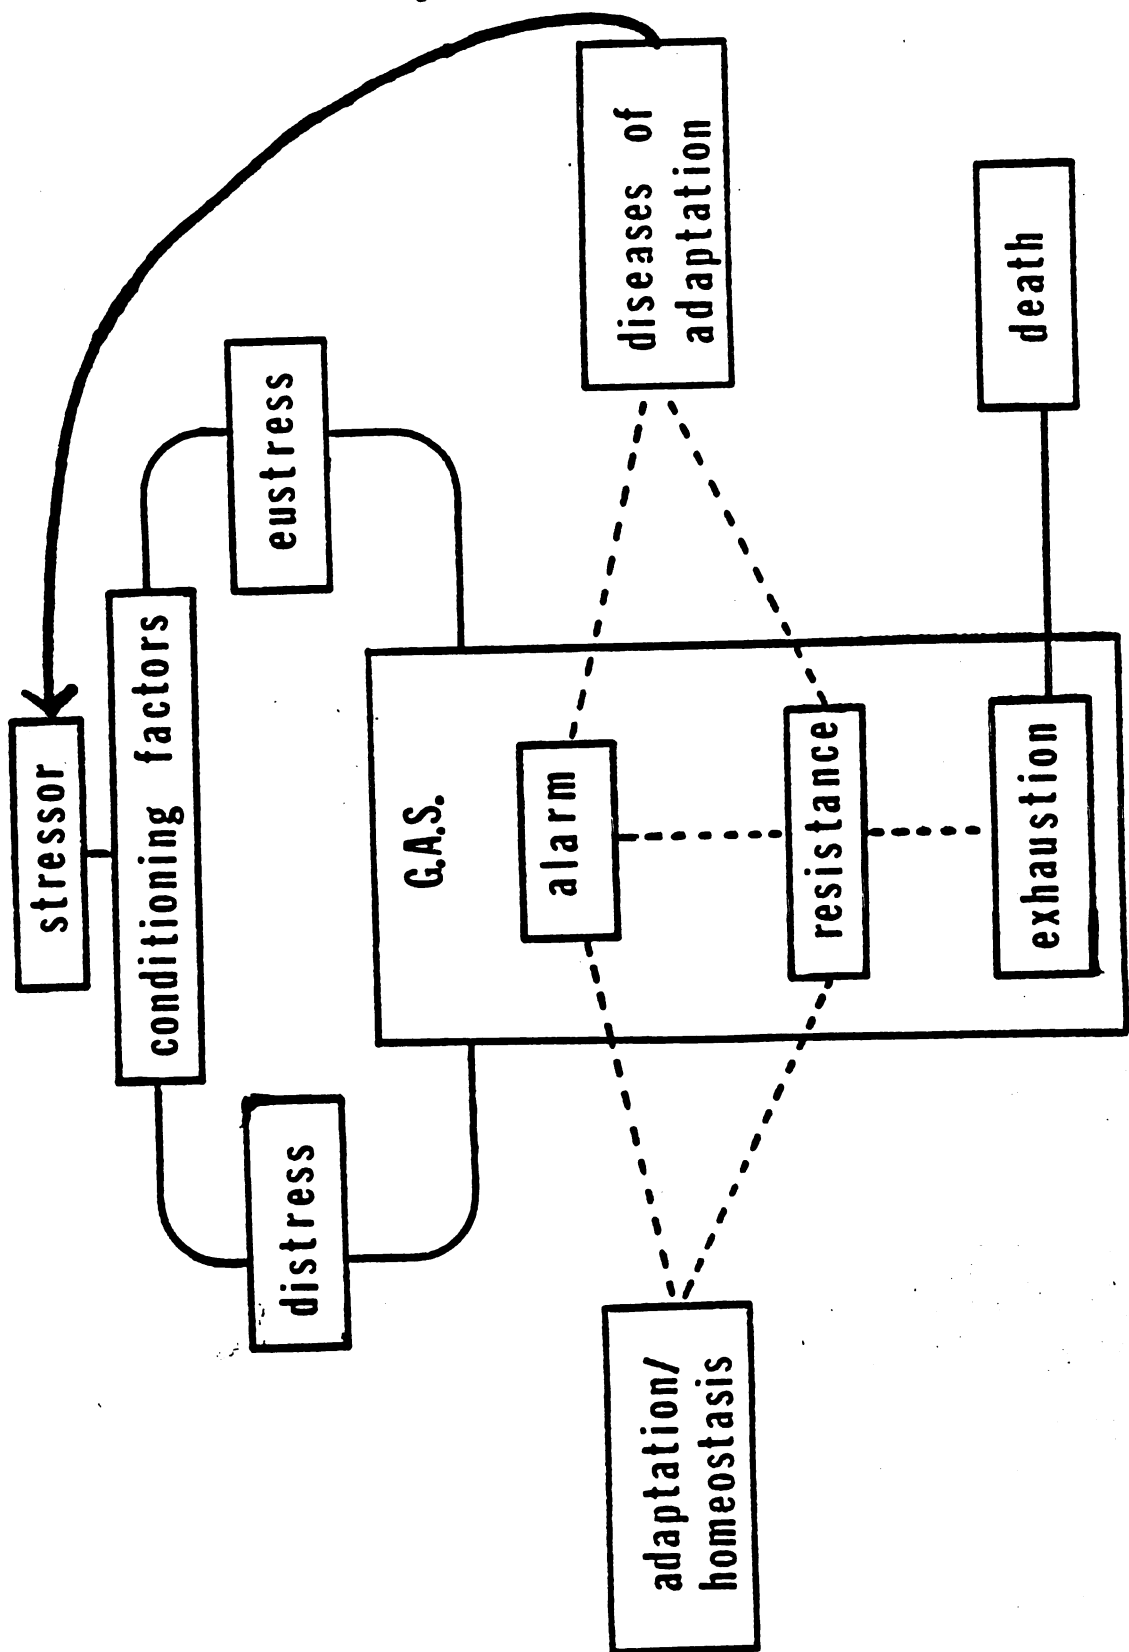 stressor
conditioning factors
distress
eustress
G.A.S.
alarm
adaptation/
homeostasis
diseases of
adaptation
resistance
exhaustion
death